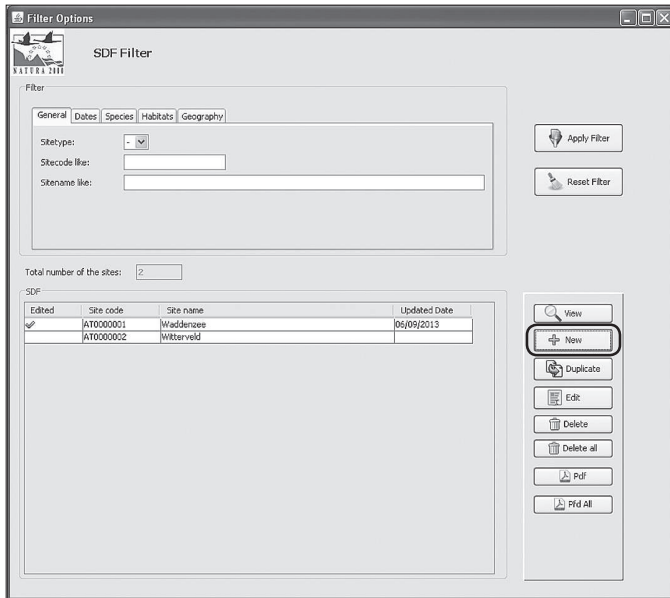 Filter Options
NATURA 2000
SDF Filter
Filter
General Dates Species Habitats Geography
Sitetype: -
Sitecode like:
Sitename like:
Apply Filter
Reset Filter
Total number of the sites: 2
SDF
Edited Site code Site name Updated Date
AT0000001 Waddenzee 06/09/2013
AT0000002 Witterveld
View
New
Duplicate
Edit
Delete
Delete all
Pdf
Pfd All